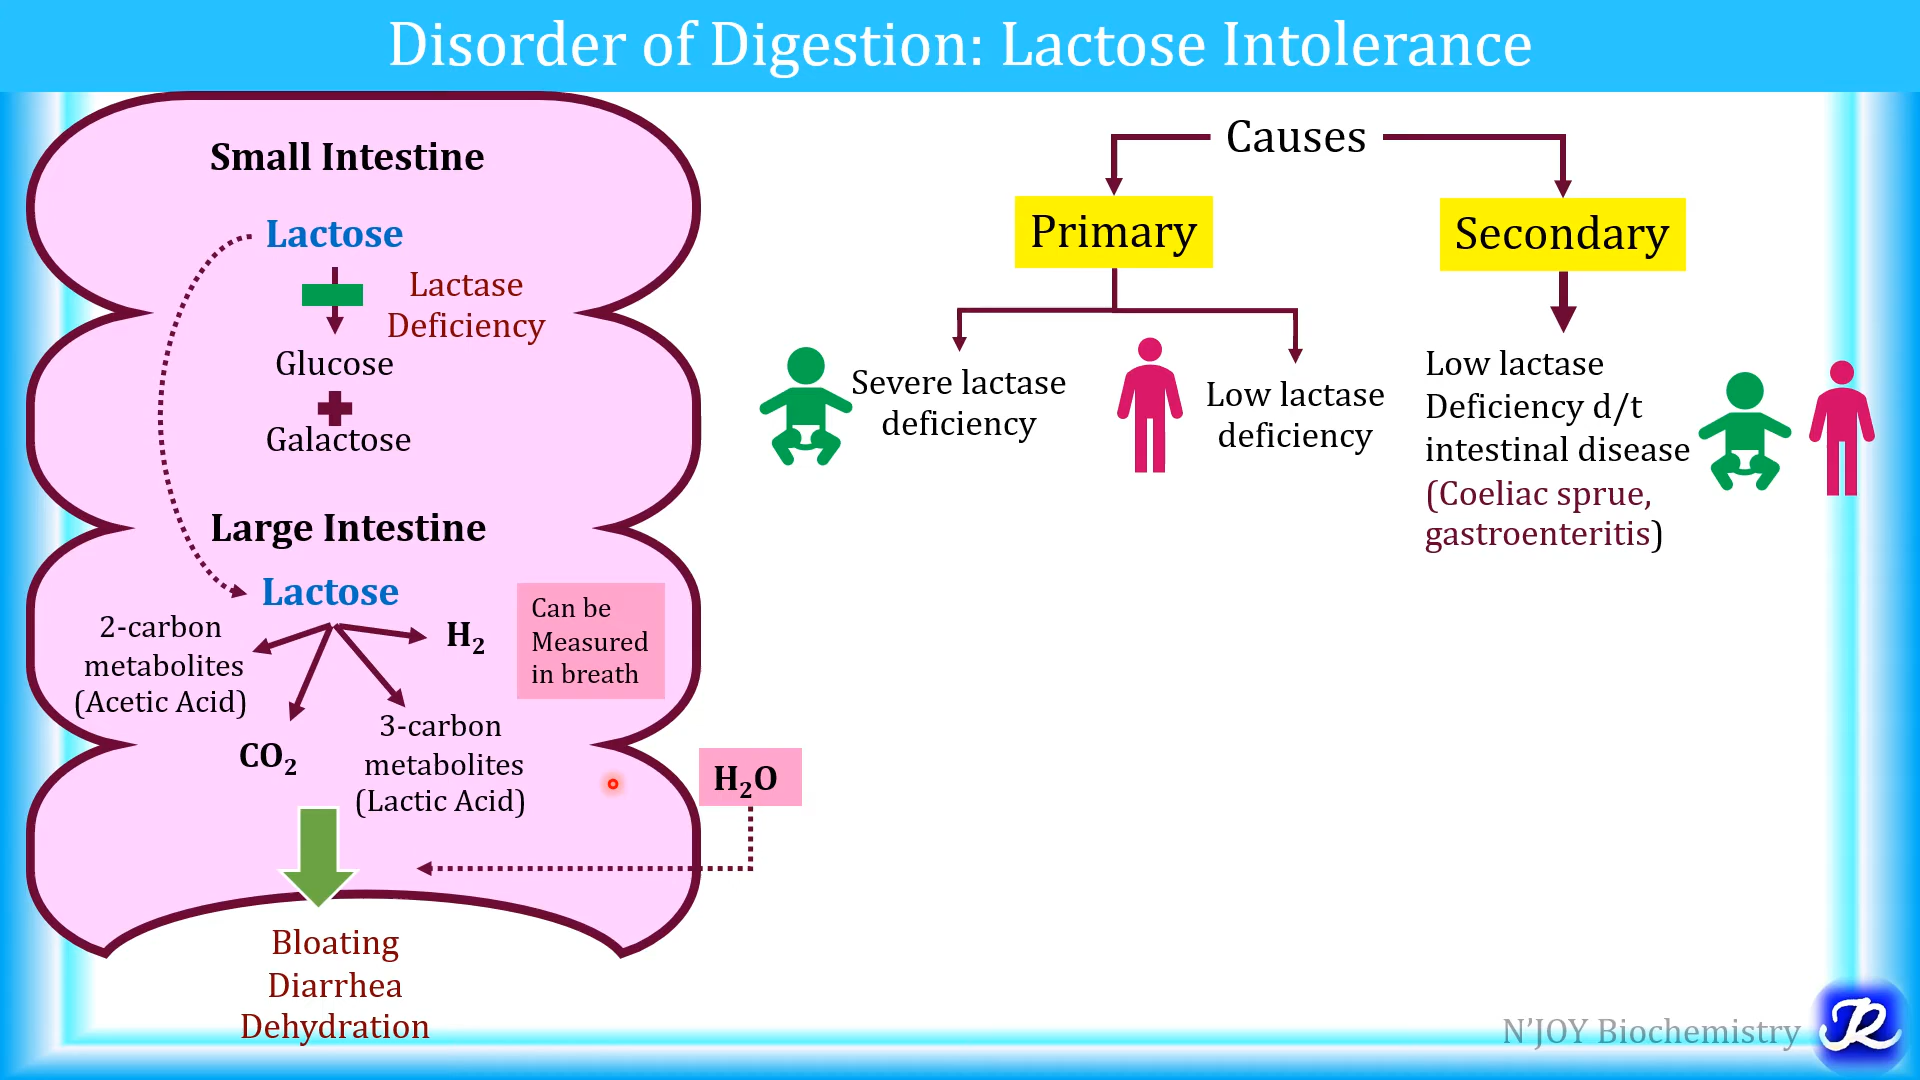 Disorder of Digestion: Lactose Intolerance
Small Intestine
Lactose
Lactase
Deficiency
Glucose
Galactose
Large Intestine
Lactose
2-carbon
metabolites
(Acetic Acid)
CO₂
3-carbon
metabolites
(Lactic Acid)
H₂
Can be
Measured
in breath
H₂O
Bloating
Diarrhea
Dehydration
Causes
Primary
Severe lactase
deficiency
Low lactase
deficiency
Secondary
Low lactase
Deficiency d/t
intestinal disease
(Coeliac sprue,
gastroenteritis)
N'JOY Biochemistry
R